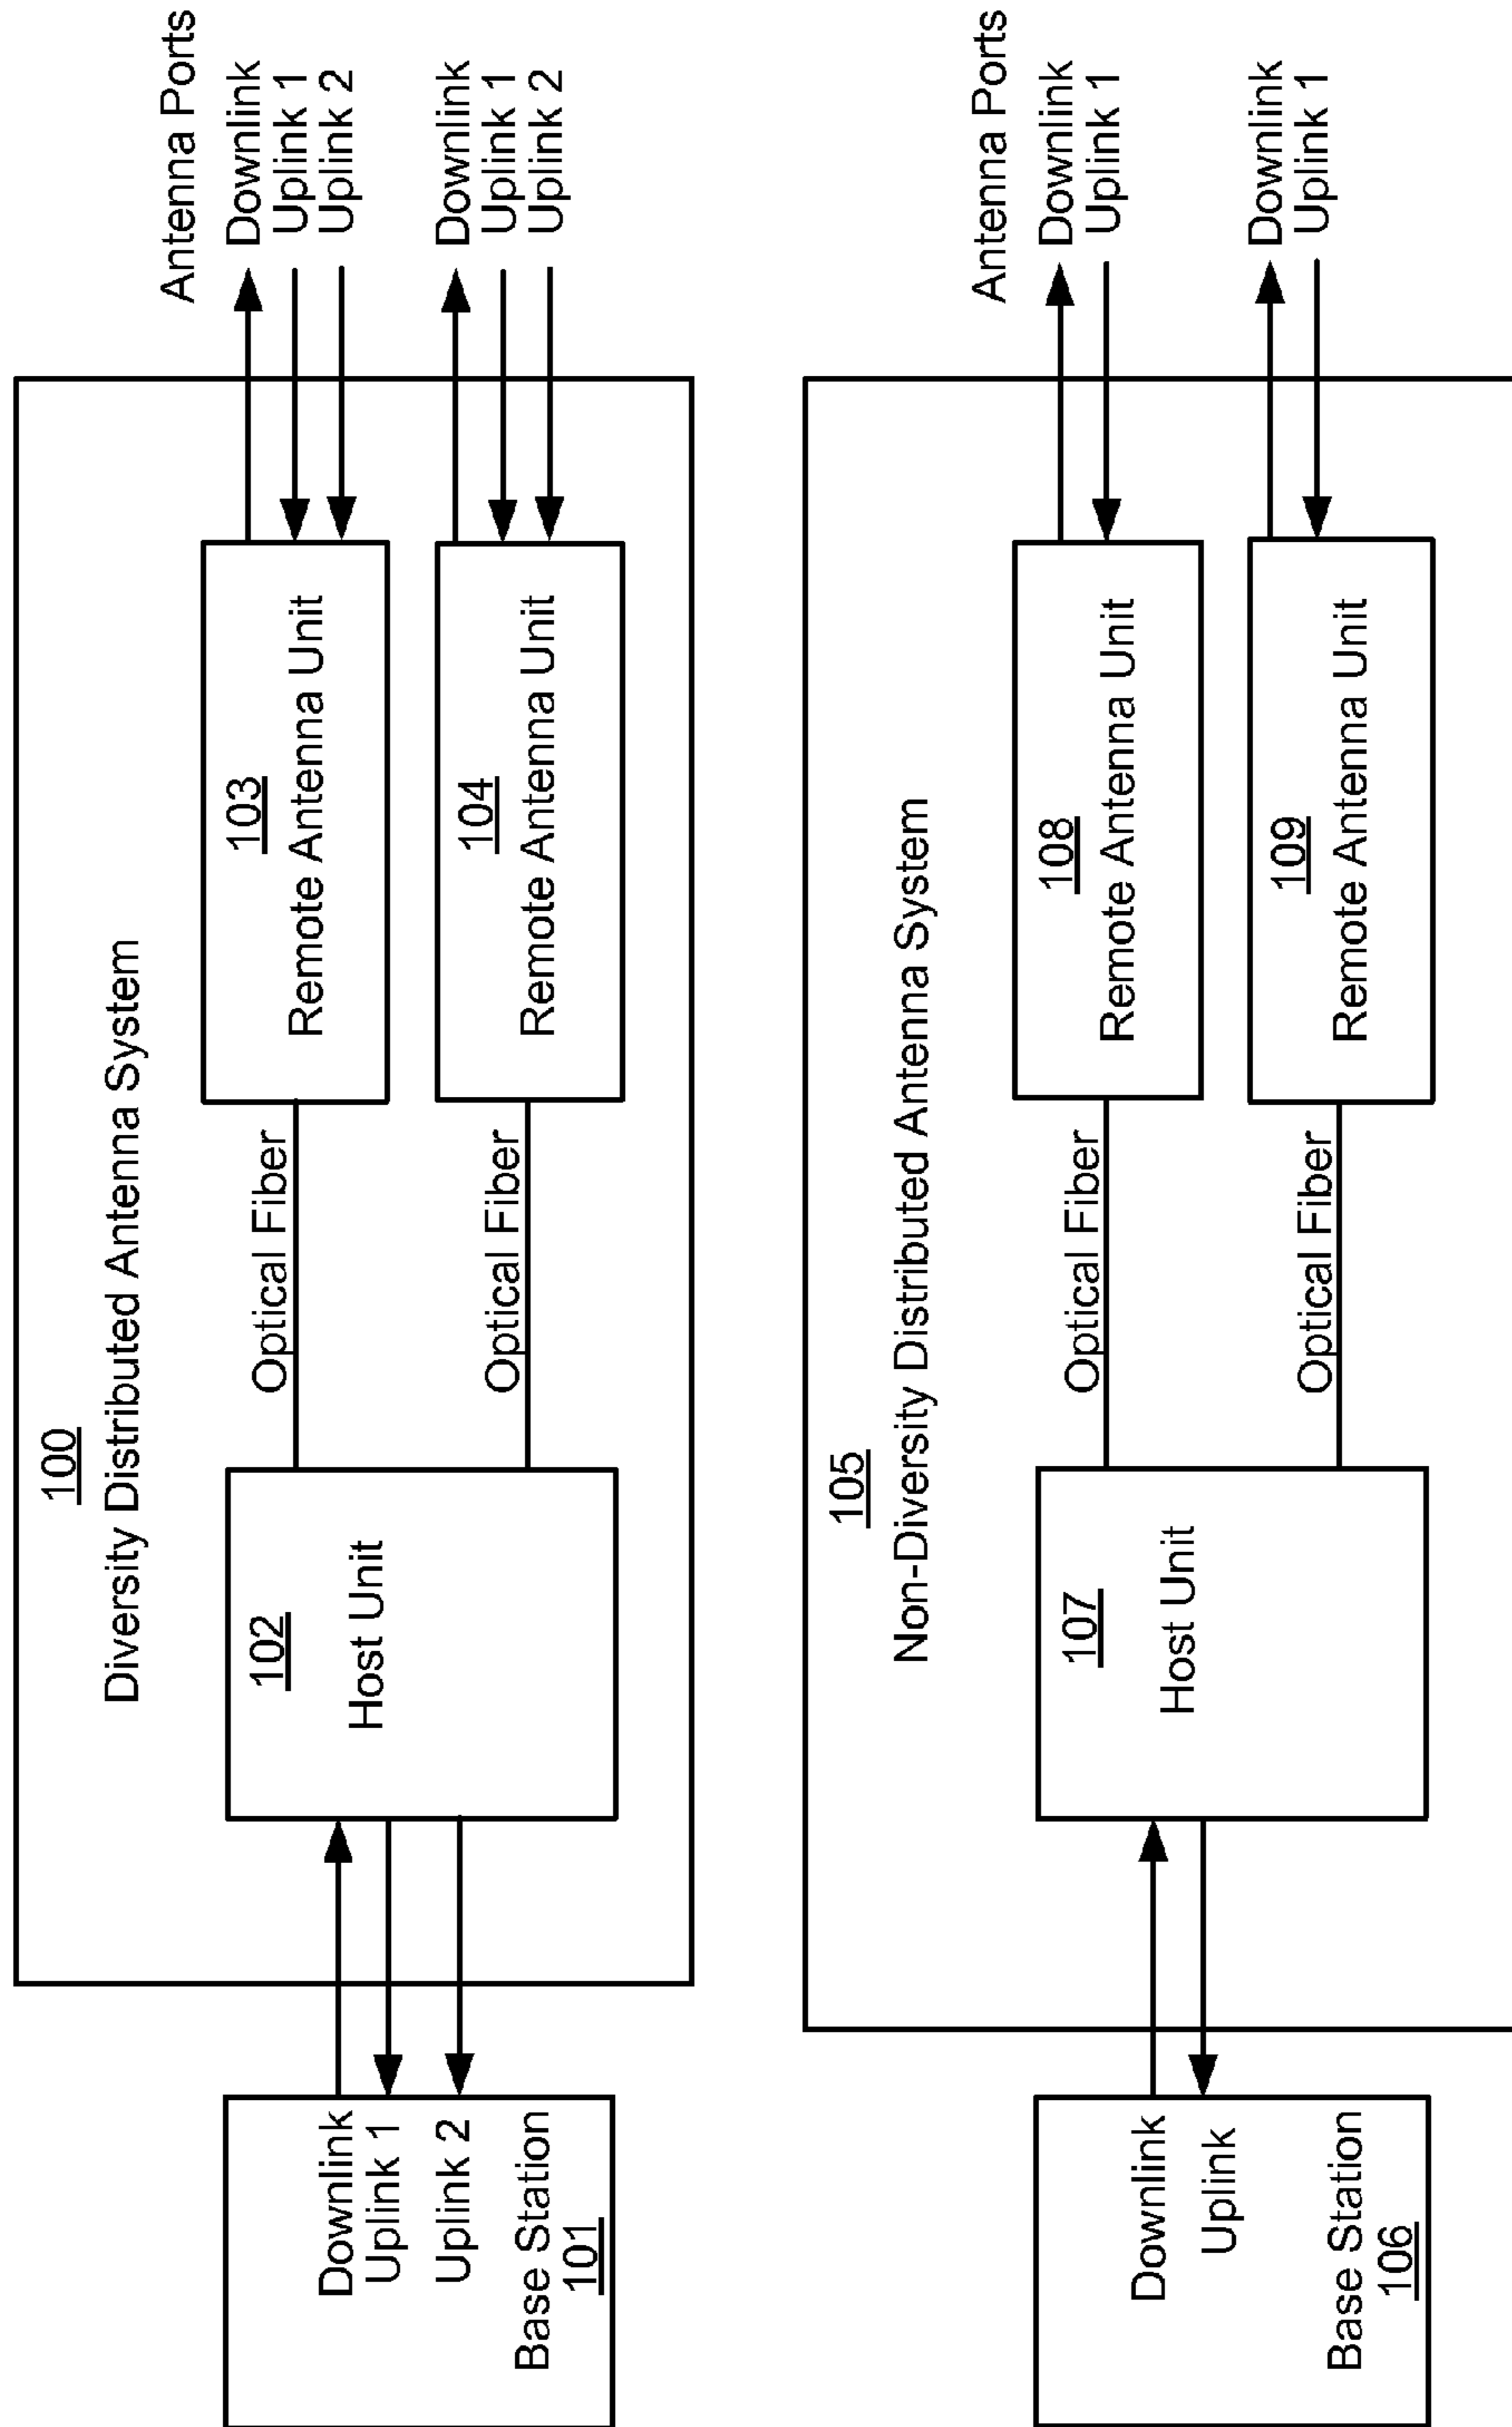 100
Diversity Distributed Antenna System
Antenna Ports
Downlink
Uplink 1
Uplink 2
Base Station
101
102
Host Unit
Optical Fiber
Optical Fiber
103
Remote Antenna Unit
104
Remote Antenna Unit
Downlink
Uplink 1
Uplink 2
Downlink
Uplink 1
Uplink 2
105
Non-Diversity Distributed Antenna System
Antenna Ports
Downlink
Uplink
Base Station
106
107
Host Unit
Optical Fiber
Optical Fiber
108
Remote Antenna Unit
109
Remote Antenna Unit
Downlink
Uplink 1
Downlink
Uplink 1